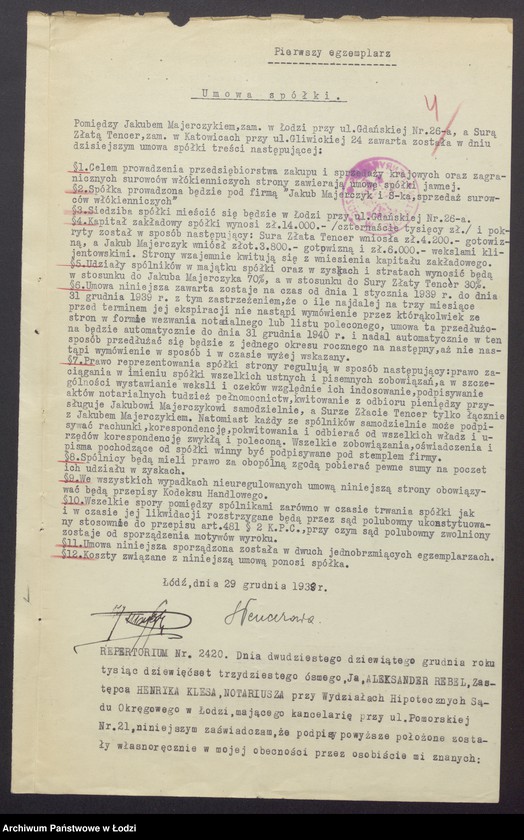 Pierwszy egzemplarz
Umowa spółki.
4
Pomiędzy Jakubem Majerczykiem, zam. w Łodzi przy ul.Gdańskiej Nr.26-a, a Surą
Złatą Tencer, zam. w Katowicach przy ul.Gliwickiej 24 zawarta została w dniu
dzisiejszym umowa spółki treści następującej:
§1.Celem prowadzenia przedsiębiorstwa zakupu i sprzedaży krajowych oraz zagra-
nicznych surowców włókienniczych strony zawierają umowę spółki jawnej.
§2.Spółka prowadzona będzie pod firmą "Jakub Majerczyk i S-ka, sprzedaż surow-
ców włókienniczych"
§3.Siedziba spółki mieścić się będzie w Łodzi przy ul.Gdańskiej Nr.26-a.
§4.Kapitał zakładowy spółki wynosi zł.14.000.- /czternaście tysięcy zł./ i pok-
ryty został w sposób następujący: Sura Złata Tencer wniosła zł.4.200.- gotowiz-
ną, a Jakub Majerczyk wniósł złot.3.800.- gotowizną i zł.6.000.- wekslami kli-
jentowskimi. Strony wzajemnie kwitują się z wniesienia kapitału zakładowego.
§5.Udziały spólników w majątku spółki oraz w zyskach i stratach wynosić będą
w stosunku do Jakuba Majerczyka 70%, a w stosunku do Sury Złaty Tencer 30%.
§6.Umowa niniejsza zawarta zostaje na czas od dnia 1 stycznia 1939 r. do dnia
31 grudnia 1939 r. z tym zastrzeżeniem, że o ile najdalej na trzy miesiące
przed terminem jej ekspiracji nie nastąpi wymówienie przez którąkolwiek ze
stron w formie wezwania notarialnego lub listu poleconego, umowa ta przedłużo-
na będzie automatycznie do dnia 31 grudnia 1940 r. i nadal automatycznie w ten
sposób przedłużać się będzie z jednego okresu rocznego na następny, aż nie nas-
tąpi wymówienie w sposób i w czasie wyżej wskazany.
§7.Prawo reprezentowania spółki strony regulują w sposób następujący: prawo za-
ciągania w imieniu spółki wszelkich ustnych i pisemnych zobowiązań, a w szcze-
gólności wystawianie weksli i czeków względnie ich indosowanie, podpisywanie
aktów notarialnych tudzież pełnomocnictw, kwitowanie z odbioru pieniędzy przy-
sługuje Jakubowi Majerczykowi samodzielnie, a Surze Złacie Tencer tylko łącznie
z Jakubem Majerczykiem. Natomiast każdy ze spólników samodzielnie może podpi-
sywać rachunki, korespondencję, pokwitowania i odbierać od wszelkich władz i u-
rzędów korespondencję zwykłą i poleconą. Wszelkie zobowiązania, oświadczenia i
pisma pochodzące od spółki winny być podpisywane pod stemplem firmy.
§8.Spólnicy będą mieli prawo za obopólną zgodą pobierać pewne sumy na poczet
ich udziału w zyskach.
§9.We wszystkich wypadkach nieuregulowanych umową niniejszą strony obowiązy-
wać będą przepisy Kodeksu Handlowego.
§10.Wszelkie spory pomiędzy spólnikami zarówno w czasie trwania spółki jak
i w czasie jej likwidacji rozstrzygane będą przez sąd polubowny ukonstytuowa-
ny stosownie do przepisu art.481 § 2 K.P.C., przy czym sąd polubowny zwolniony
zostaje od sporządzenia motywów wyroku.
§11.Umowa niniejsza sporządzona została w dwuch jednobrzmiących egzemplarzach.
§12.Koszty związane z niniejszą umową ponosi spółka.
Łódź, dnia 29 grudnia 1938r.
STencerowa.
REPERTORIUM Nr. 2420. Dnia dwudziestego dziewiątego grudnia roku
tysiąc dziewięćset trzydziestego ósmego, Ja, ALEKSANDER REBEL, Zas-
tępca HENRYKA KLESA, NOTARIUSZA przy Wydziałach Hipotecznych Są-
du Okręgowego w Łodzi, mającego kancelarię przy ul.Pomorskiej
Nr.21, niniejszym zaświadczam, że podpisy powyższe położone zosta-
ły własnoręcznie w mojej obecności przez osobiście mi znanych:
Archiwum Państwowe w Łodzi